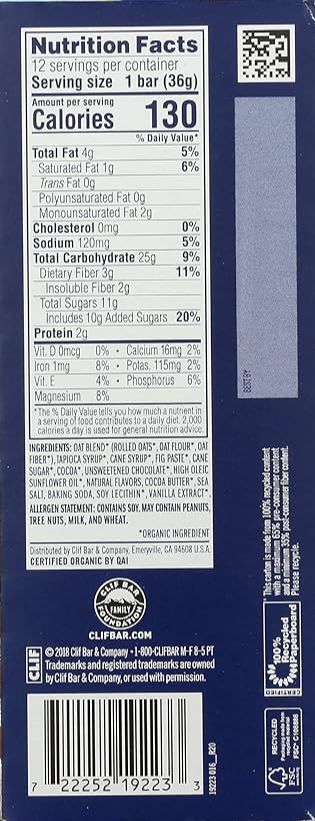 Nutrition Facts
12 servings per container
Serving size 1 bar (36g)
Amount per serving
Calories 130
% Daily Value*
Total Fat 4g 5%
Saturated Fat 1g 6%
Trans Fat 0g
Polyunsaturated Fat 0g
Monounsaturated Fat 2g
Cholesterol 0mg 0%
Sodium 120mg 5%
Total Carbohydrate 25g 9%
Dietary Fiber 3g 11%
Insoluble Fiber 2g
Total Sugars 11g
Includes 10g Added Sugars 20%
Protein 2g
Vit. D 0mcg 0% • Calcium 16mg 2%
Iron 1mg 8% • Potas. 115mg 2%
Vit. E 4% • Phosphorus 6%
Magnesium 8%
*The % Daily Value tells you how much a nutrient in
a serving of food contributes to a daily diet. 2,000
calories a day is used for general nutrition advice.
INGREDIENTS: OAT BLEND* (ROLLED OATS*, OAT FLOUR*, OAT
FIBER*), TAPIOCA SYRUP*, CANE SYRUP*, FIG PASTE*, CANE
SUGAR*, COCOA*, UNSWEETENED CHOCOLATE*, HIGH OLEIC
SUNFLOWER OIL*, NATURAL FLAVORS, COCOA BUTTER*, SEA
SALT, BAKING SODA, SOY LECITHIN*, VANILLA EXTRACT*.
ALLERGEN STATEMENT: CONTAINS SOY. MAY CONTAIN PEANUTS,
TREE NUTS, MILK, AND WHEAT.
*ORGANIC INGREDIENT
Distributed by Clif Bar & Company, Emeryville, CA 94608 U.S.A.
CERTIFIED ORGANIC BY QAI
CLIF BAR
FAMILY
FOUNDATION
CLIFBAR.COM
CLIF
© 2018 Clif Bar & Company • 1-800-CLIFBAR M-F 8-5 PT
Trademarks and registered trademarks are owned
by Clif Bar & Company, or used with permission.
7 22252 19223 3
19223 016 R20
BEST BY
This carton is made from 100% recycled content
with a maximum 65% pre-consumer content
and a minimum 35% post-consumer fiber content.
Please recycle.
100%
Recycled
Paperboard
CERTIFIED
RECYCLED
Packaging made from
recycled material
FSC